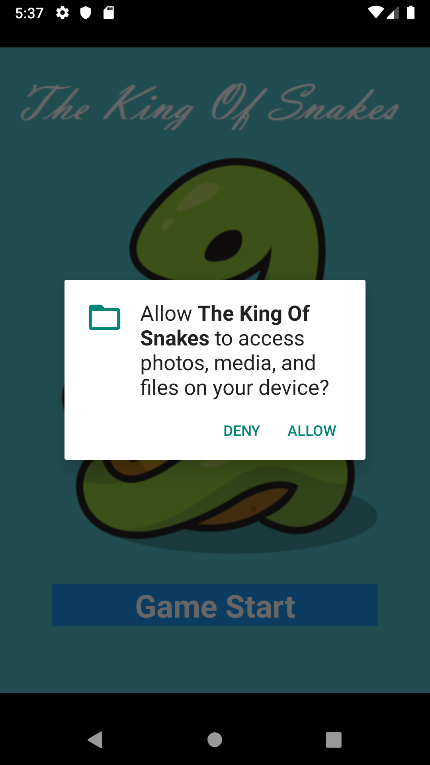 5:37
The King Of Snakes
Allow The King Of
Snakes to access
photos, media, and
files on your device?
DENY ALLOW
Game Start